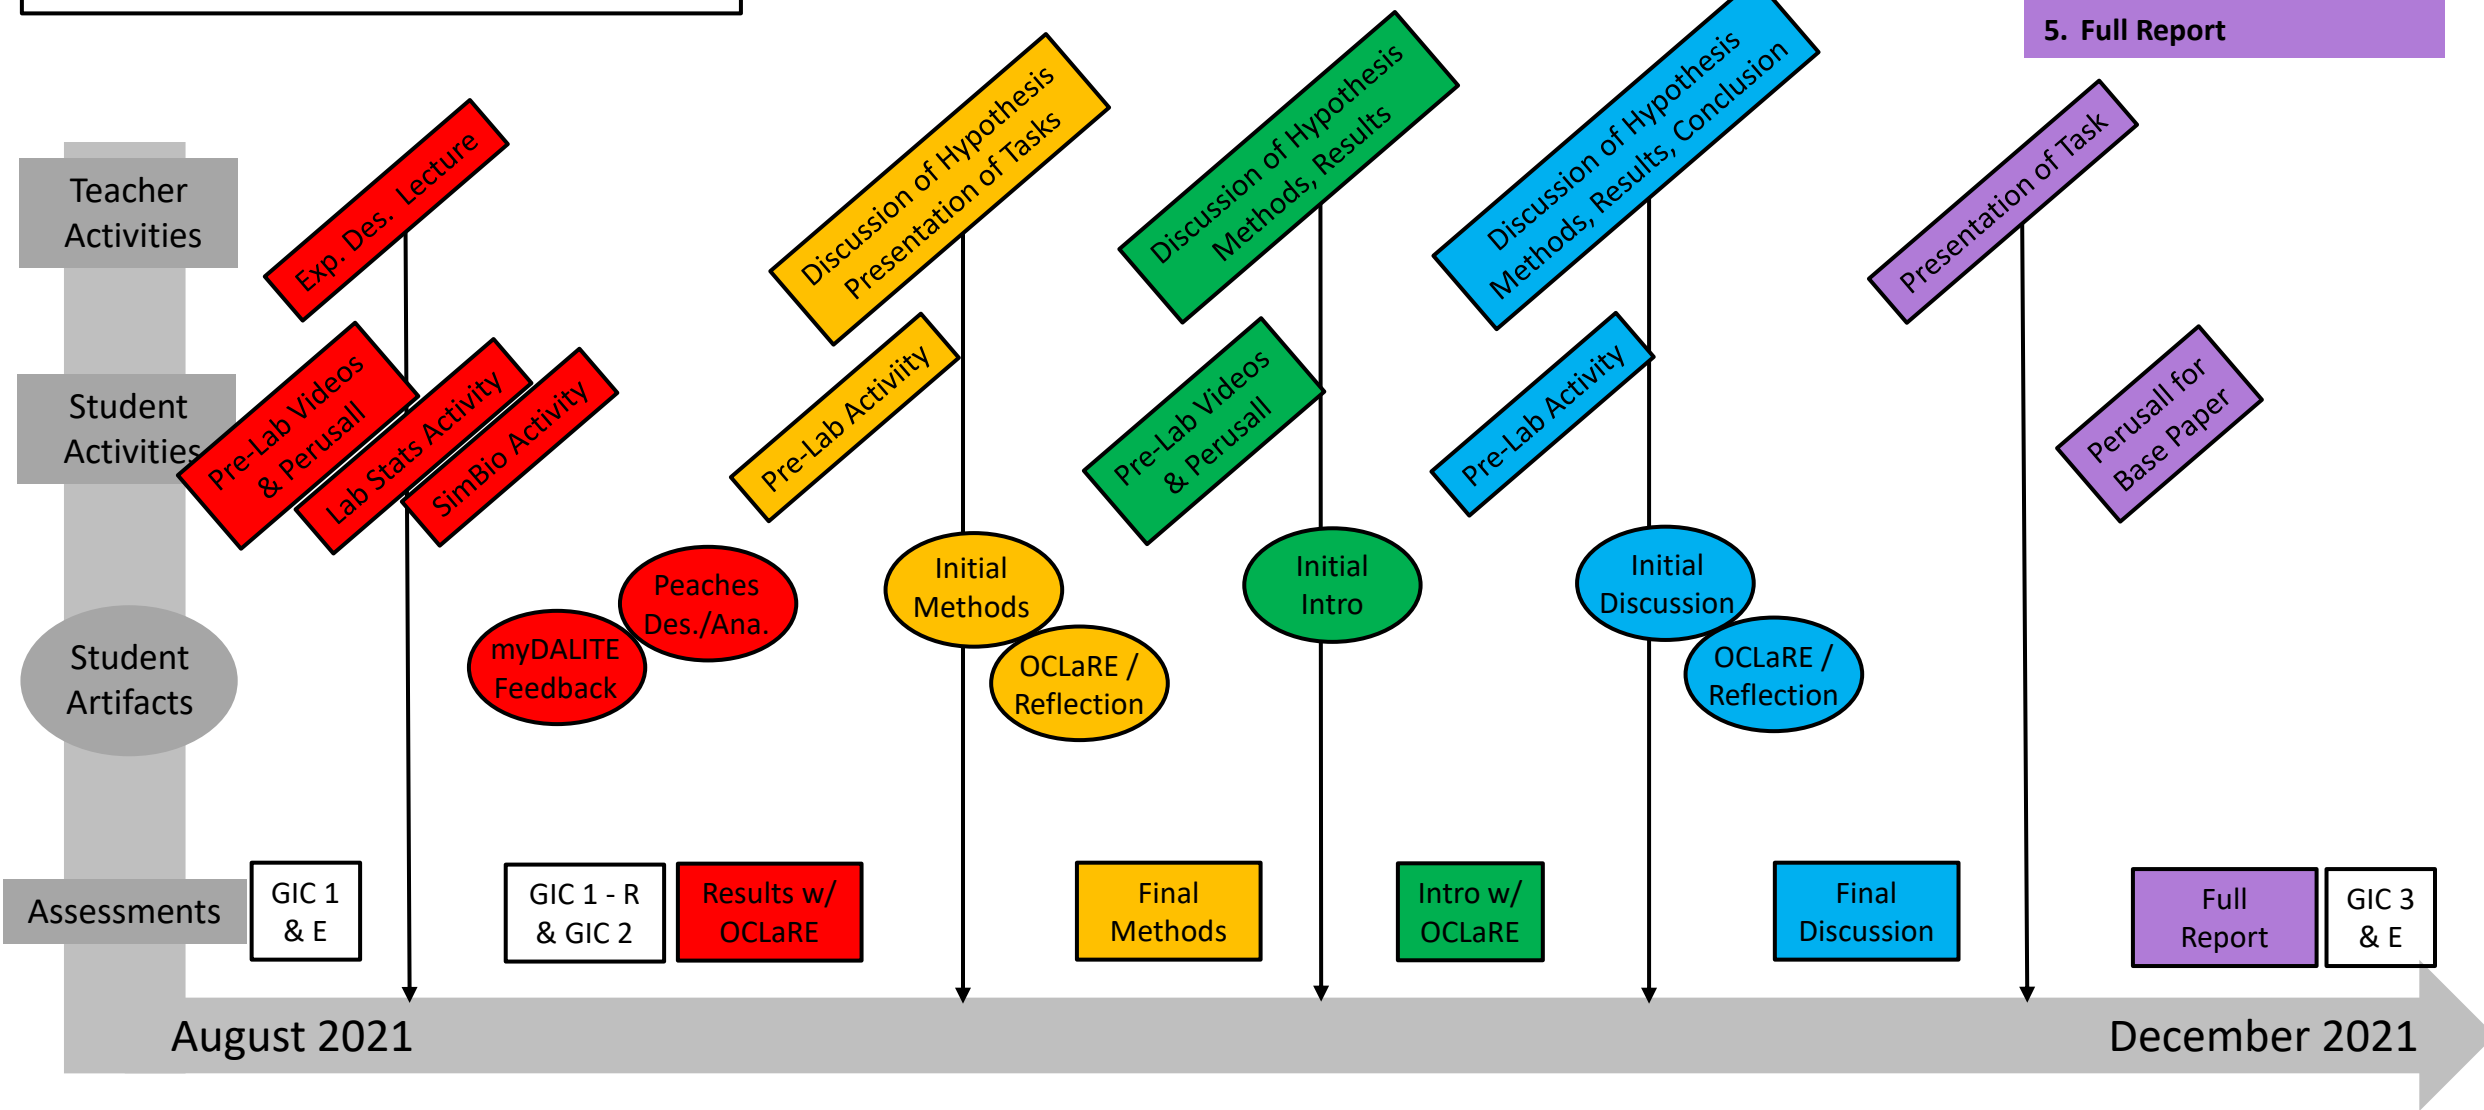 5. Full Report
Teacher
Activities
Exp. Des. Lecture
Discussion of Hypothesis
Presentation of Tasks
Discussion of Hypothesis
Methods, Results
Discussion of Hypothesis
Methods, Results, Conclusion
Presentation of Task
Student
Activities
Pre-Lab Videos
& Perusall
Lab Stats Activity
SimBio Activity
Pre-Lab Activiity
Pre-Lab Videos
& Perusall
Pre-Lab Activity
Perusall for
Base Paper
Student
Artifacts
myDALITE
Feedback
Peaches
Des./Ana.
Initial
Methods
OCLaRE /
Reflection
Initial
Intro
Initial
Discussion
OCLaRE /
Reflection
Assessments
GIC 1
& E
GIC 1 - R
& GIC 2
Results w/
OCLaRE
Final
Methods
Intro w/
OCLaRE
Final
Discussion
Full
Report
GIC 3
& E
August 2021
December 2021